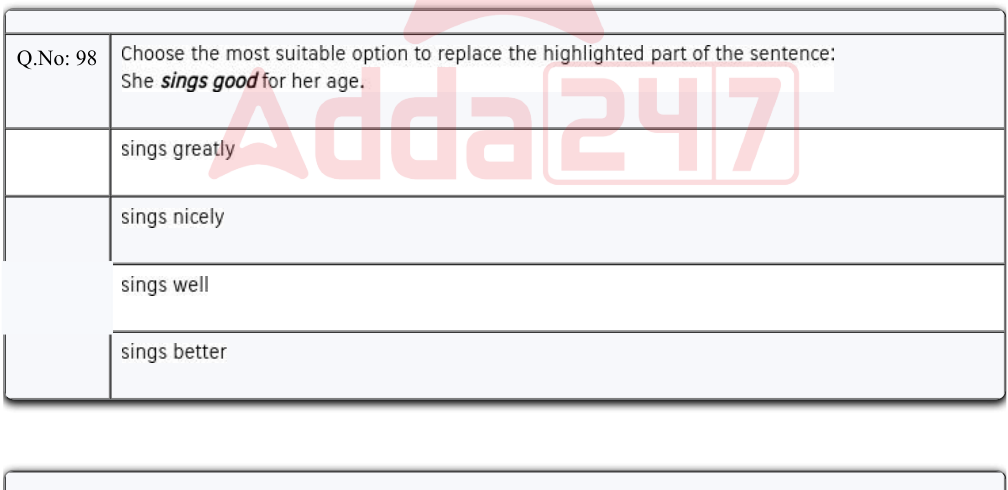 Q.No: 98
Choose the most suitable option to replace the highlighted part of the sentence:
She sings good for her age.
sings greatly
sings nicely
sings well
sings better
Adda247